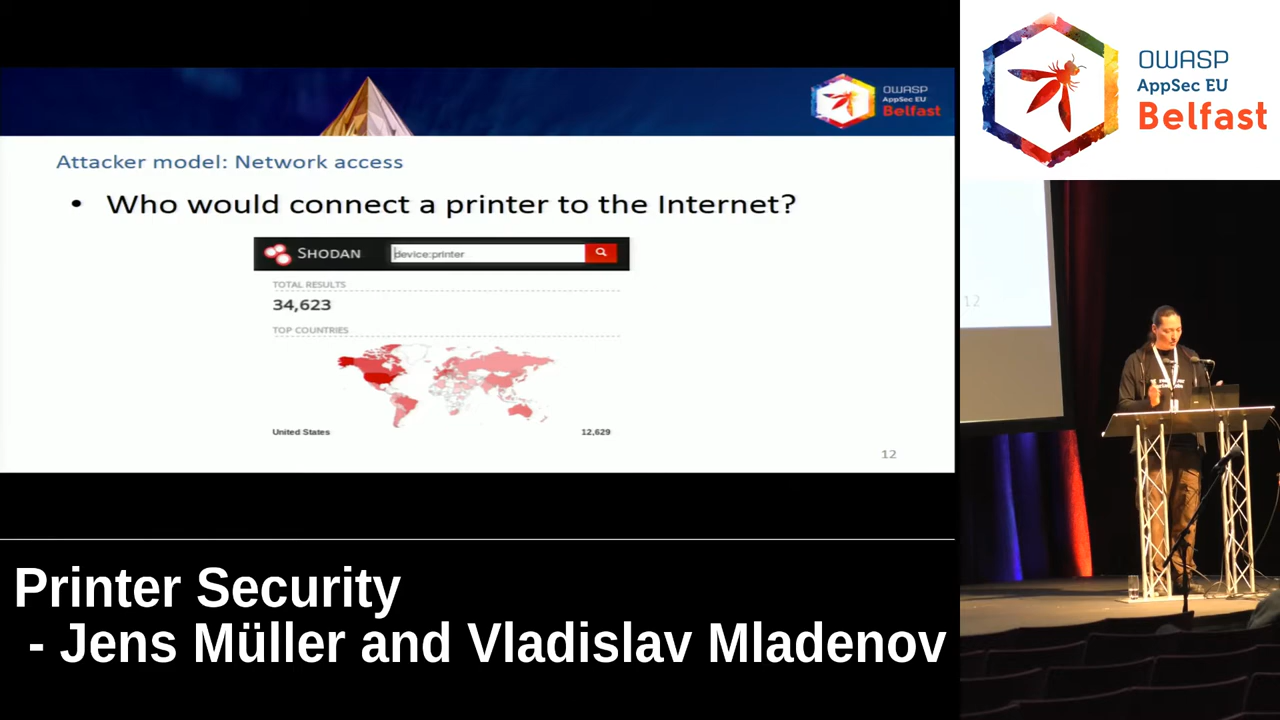 OWASP
AppSec EU
Belfast
Attacker model: Network access
• Who would connect a printer to the Internet?
SHODAN
device:printer
TOTAL RESULTS
34,623
TOP COUNTRIES
United States 12,629
12
Printer Security
- Jens Müller and Vladislav Mladenov
OWASP
AppSec EU
Belfast
12